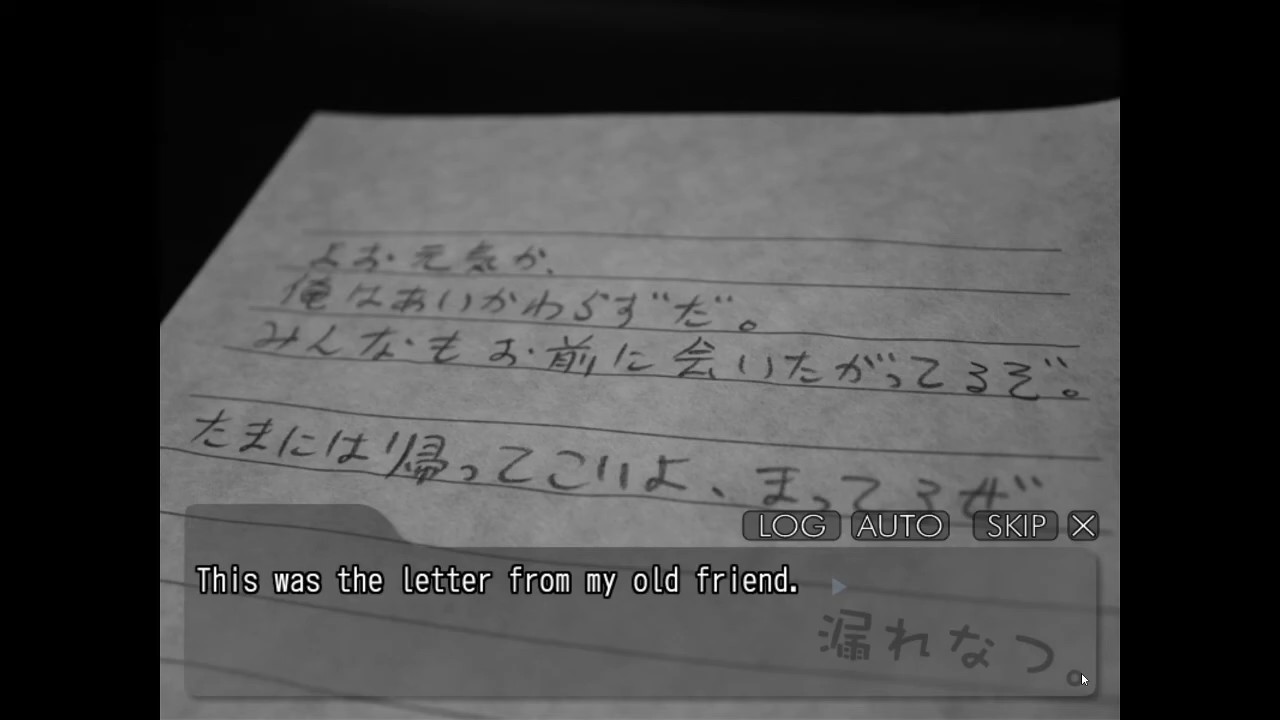 よお元気か、
俺はあいかわらずだ。
みんなもお前に会いたがってるぞ。
たまには帰ってこいよ、まってるぜ
LOG AUTO SKIP
This was the letter from my old friend.
漏れなつ。